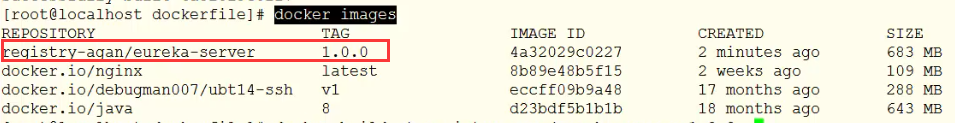 [root@localhost dockerfile]# docker images
REPOSITORY TAG IMAGE ID CREATED SIZE
registry-agan/eureka-server 1.0.0 4a32029c0227 2 minutes ago 683 MB
docker.io/nginx latest 8b89e48b5f15 2 weeks ago 109 MB
docker.io/debugman007/ubt14-ssh v1 eccff09b9a48 17 months ago 288 MB
docker.io/java 8 d23bdf5b1b1b 18 months ago 643 MB